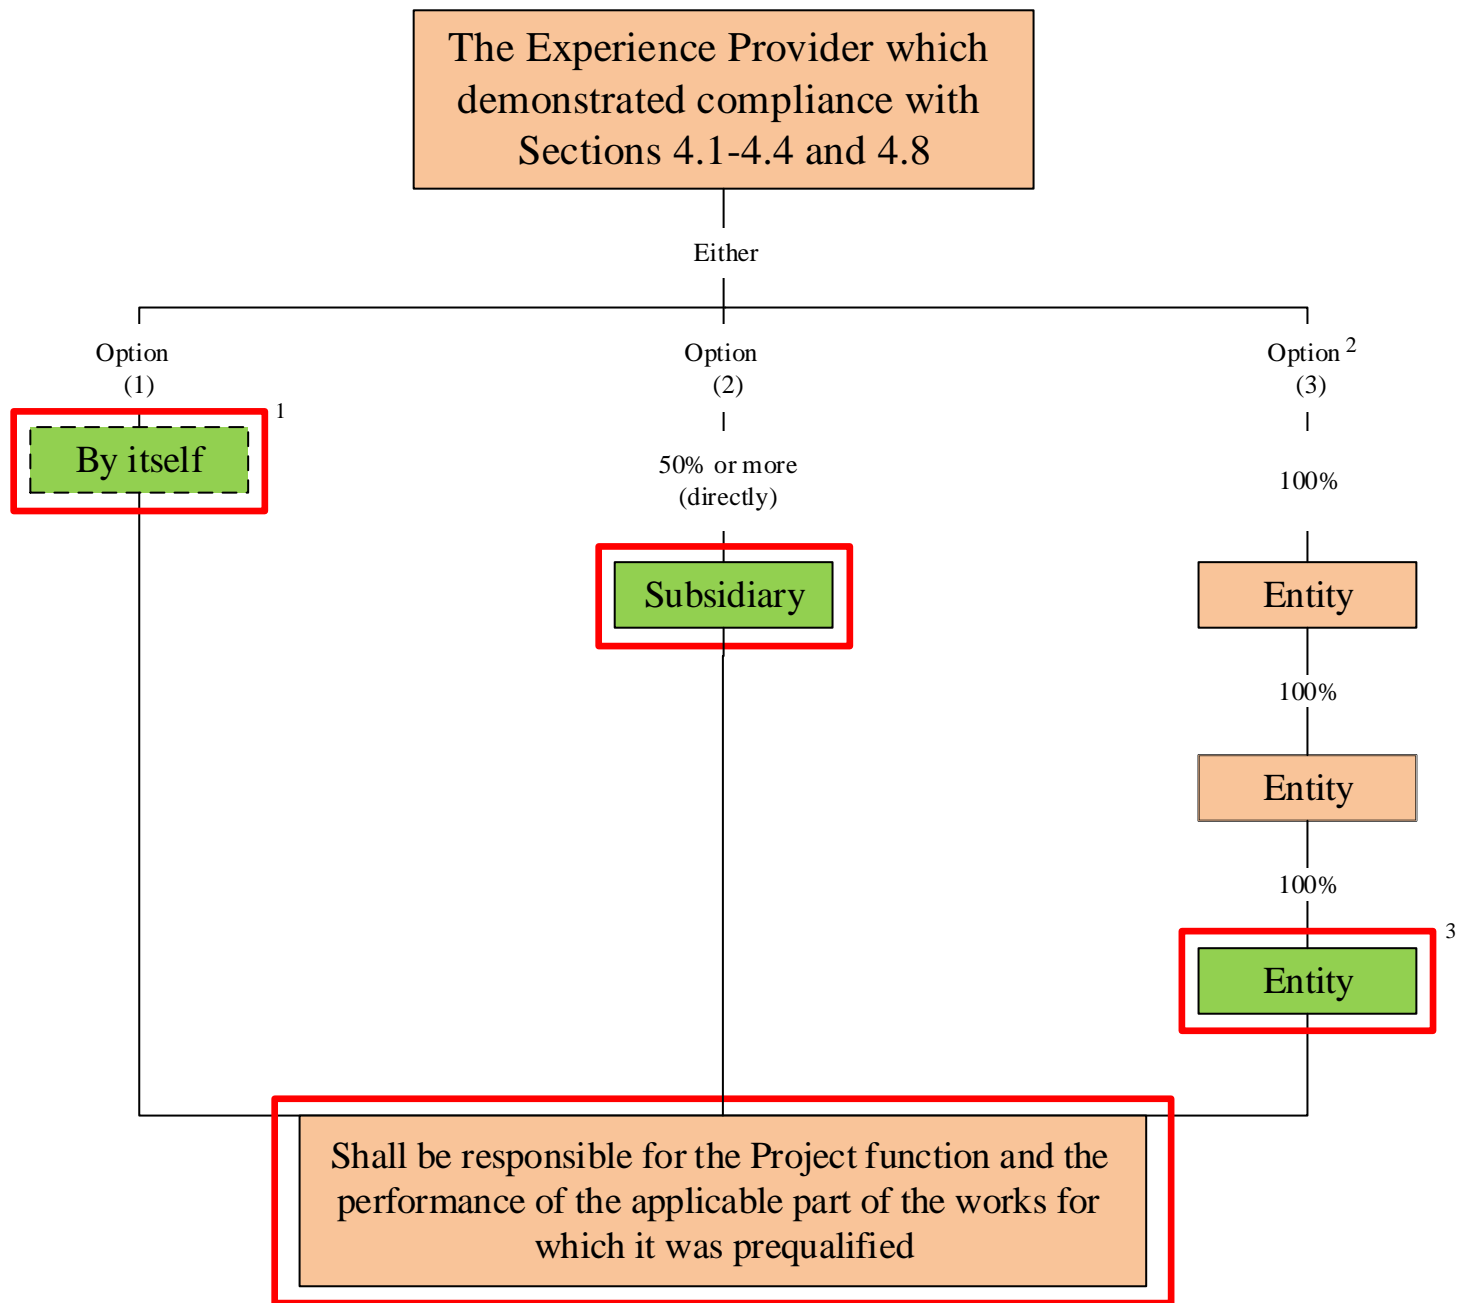 The Experience Provider which
demonstrated compliance with
Sections 4.1-4.4 and 4.8
Either
Option
(1)
Option
(2)
Option 2
(3)
1
By itself
50% or more
(directly)
100%
Subsidiary
Entity
100%
Entity
100%
3
Entity
Shall be responsible for the Project function and the
performance of the applicable part of the works for
which it was prequalified